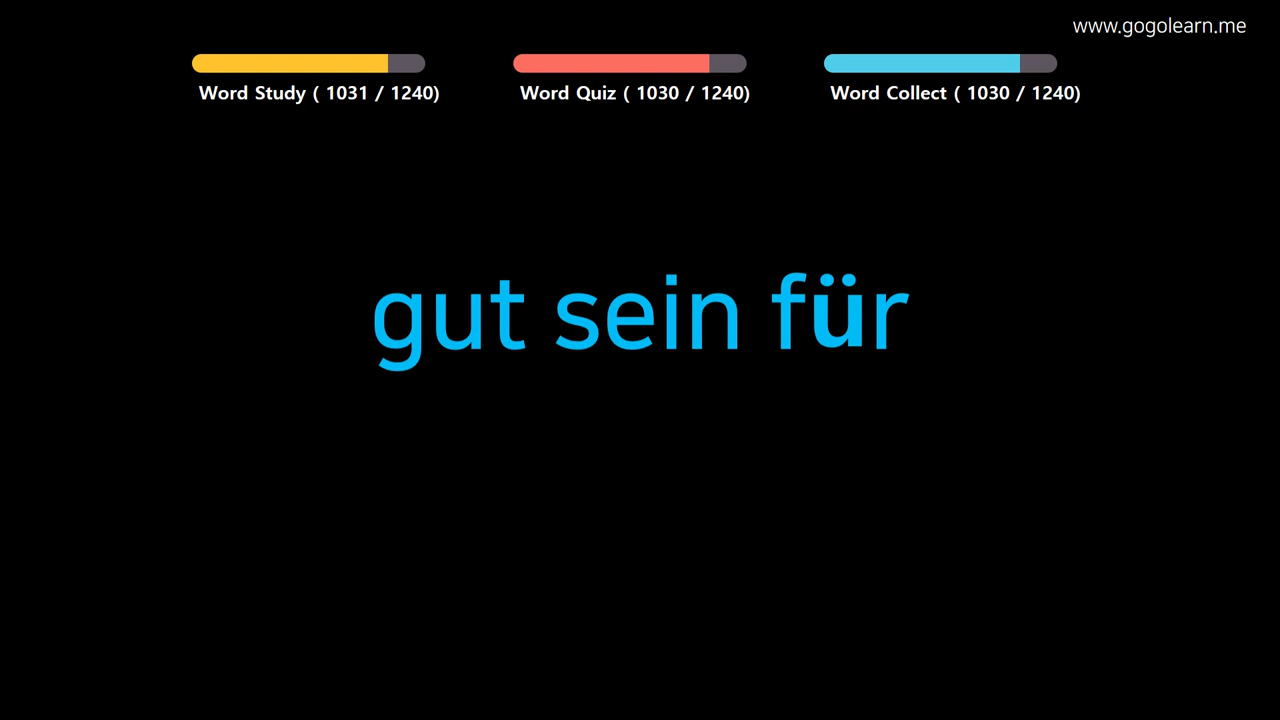 www.gogolearn.me
Word Study ( 1031 / 1240)
Word Quiz ( 1030 / 1240)
Word Collect ( 1030 / 1240)
gut sein für